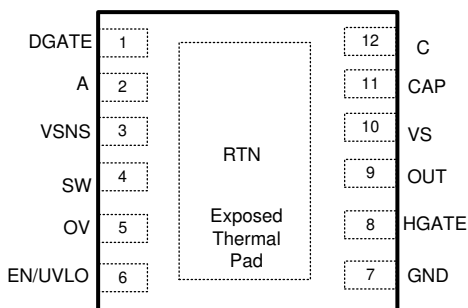 DGATE 1
A 2
VSNS 3
SW 4
OV 5
EN/UVLO 6
RTN
Exposed
Thermal
Pad
12 C
11 CAP
10 VS
9 OUT
8 HGATE
7 GND